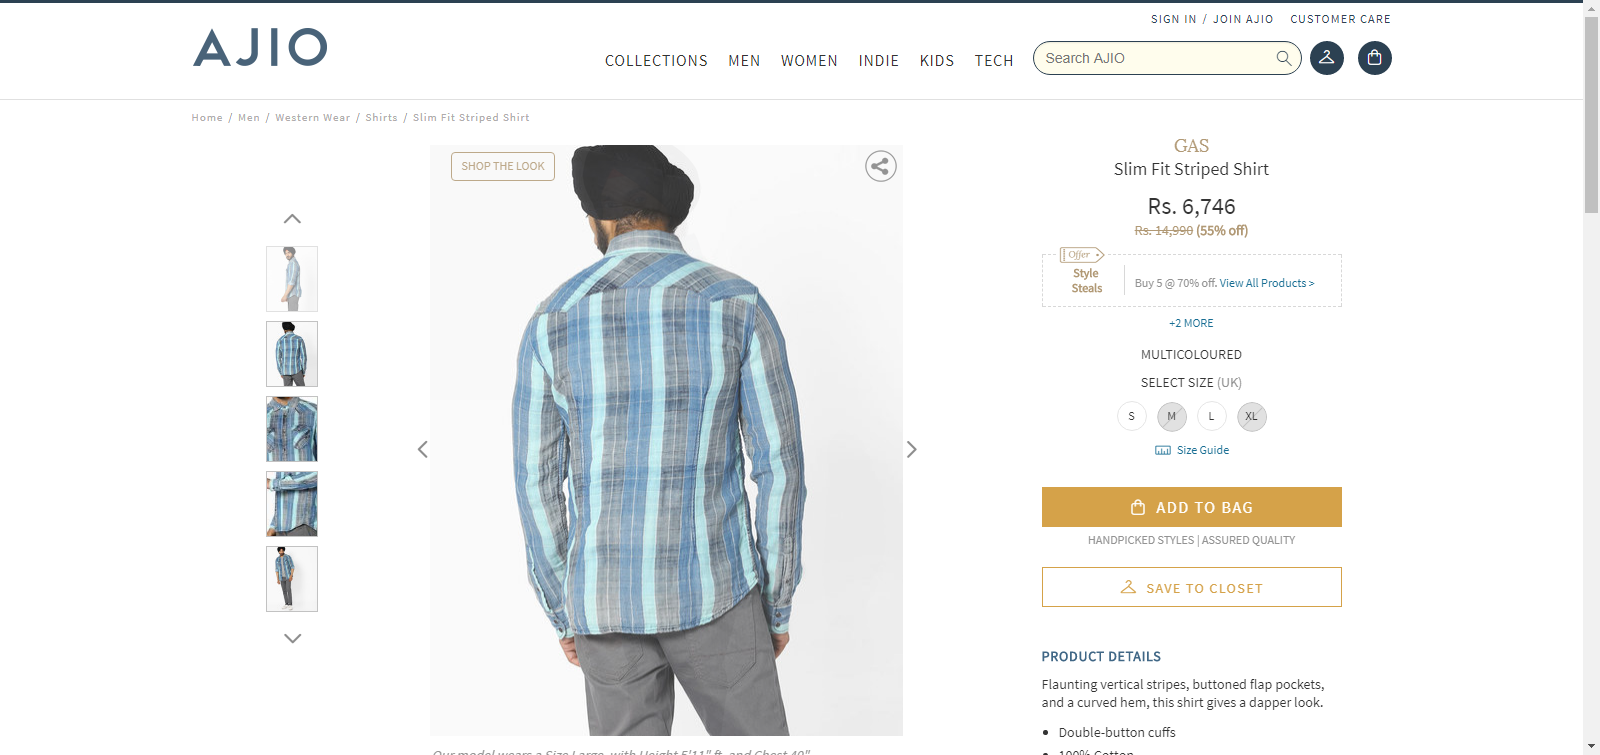 SIGN IN / JOIN AJIO CUSTOMER CARE
AJIO
COLLECTIONS MEN WOMEN INDIE KIDS TECH
Search AJIO
Home / Men / Western Wear / Shirts / Slim Fit Striped Shirt
SHOP THE LOOK
GAS
Slim Fit Striped Shirt
Rs. 6,746
Rs. 14,990 (55% off)
Offer
Style Steals
Buy 5 @ 70% off. View All Products >
+2 MORE
MULTICOLOURED
SELECT SIZE (UK)
S M L XL
Size Guide
ADD TO BAG
HANDPICKED STYLES | ASSURED QUALITY
SAVE TO CLOSET
PRODUCT DETAILS
Flaunting vertical stripes, buttoned flap pockets,
and a curved hem, this shirt gives a dapper look.
• Double-button cuffs
• 100% Cotton
Our model wears a Size Large, with Height 5'11" ft. and Chest 40"